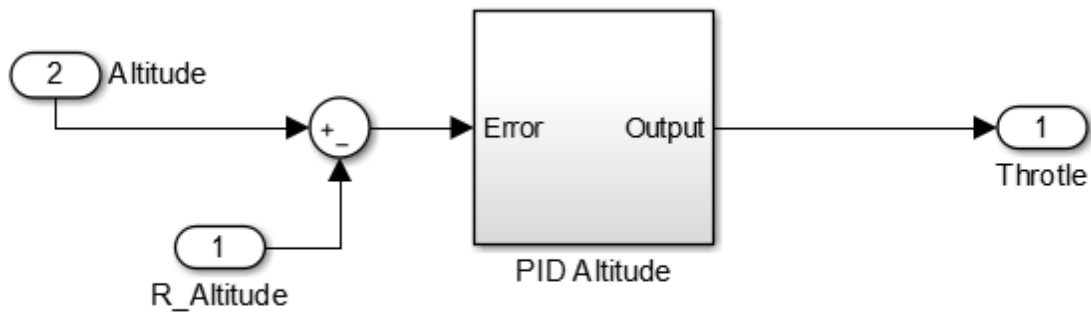 2
Altitude
+
−
Error
Output
1
Throtle
1
R_Altitude
PID Altitude